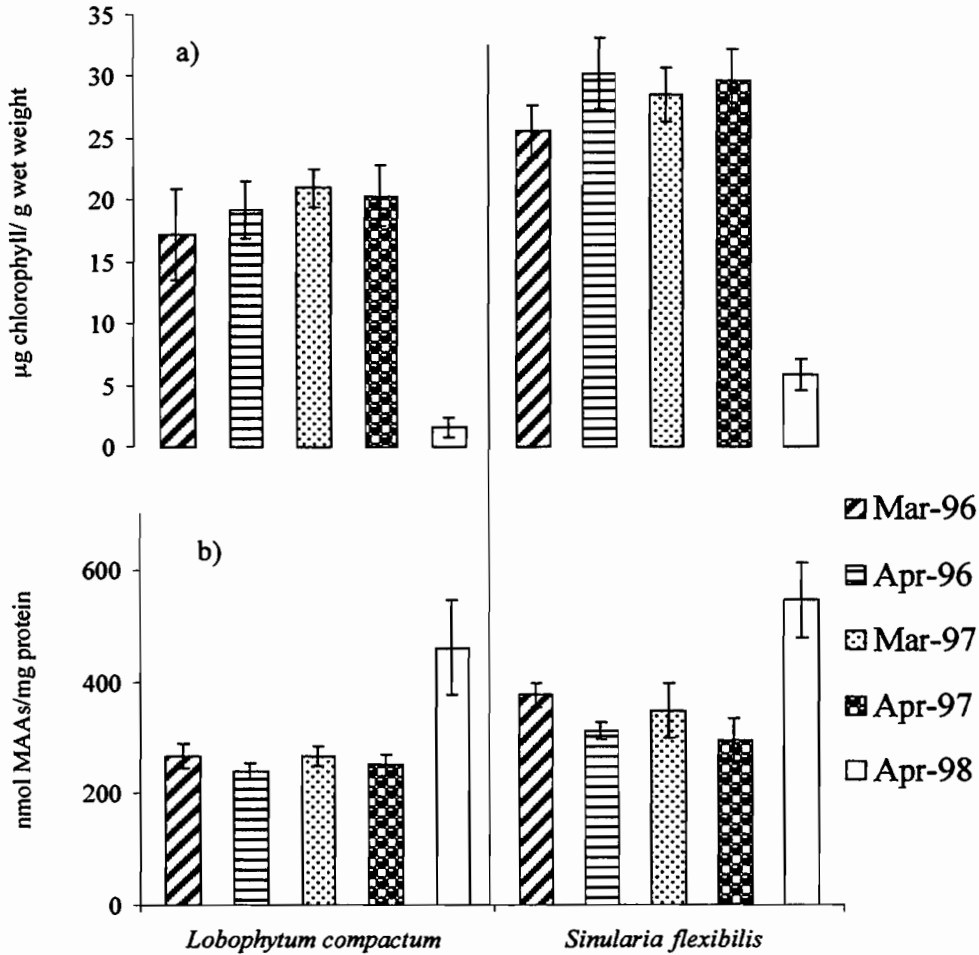 a)
µg chlorophyll/ g wet weight
35
30
25
20
15
10
5
0
b)
nmol MAAs/mg protein
600
400
200
0
Lobophytum compactum
Sinularia flexibilis
Mar-96
Apr-96
Mar-97
Apr-97
Apr-98